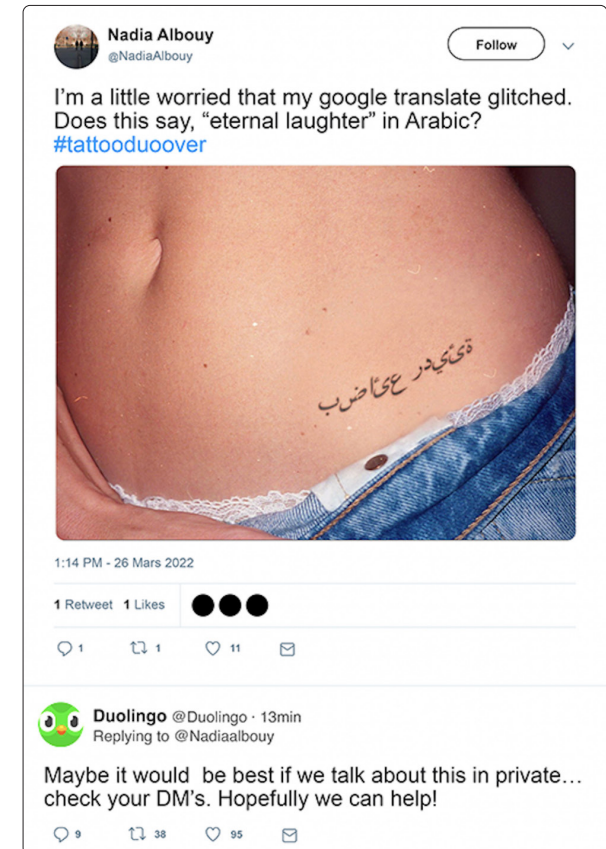 Nadia Albouy
@NadiaAlbouy
Follow
I'm a little worried that my google translate glitched.
Does this say, “eternal laughter” in Arabic?
#tattooduoover
ةئيدر عئاضب
1:14 PM - 26 Mars 2022
1 Retweet 1 Likes
1 1 11
Duolingo @Duolingo · 13min
Replying to @Nadiaalbouy
Maybe it would be best if we talk about this in private…
check your DM's. Hopefully we can help!
9 38 95